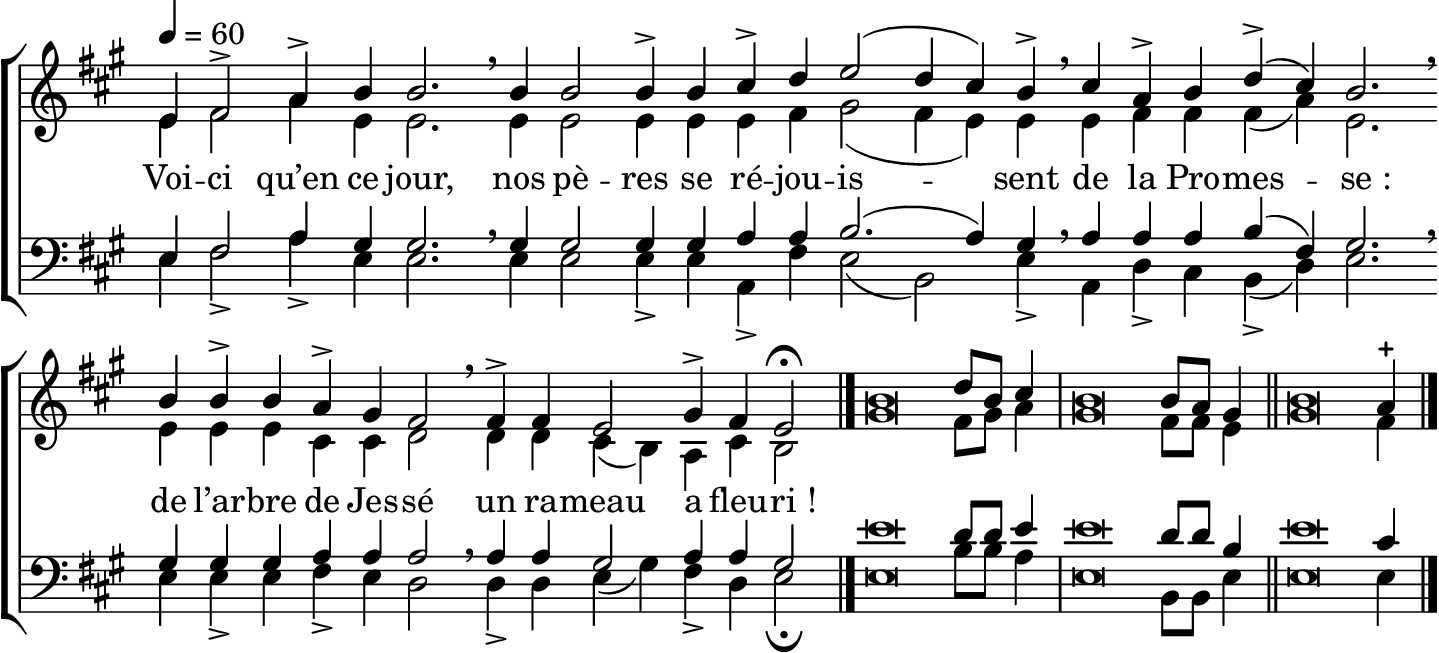 = 60
Voi -- ci qu’en ce jour, nos pè -- res se ré -- jou -- is -- sent de la Promes -- se :
de l’arbre de Jessé un rameau a fleuri !